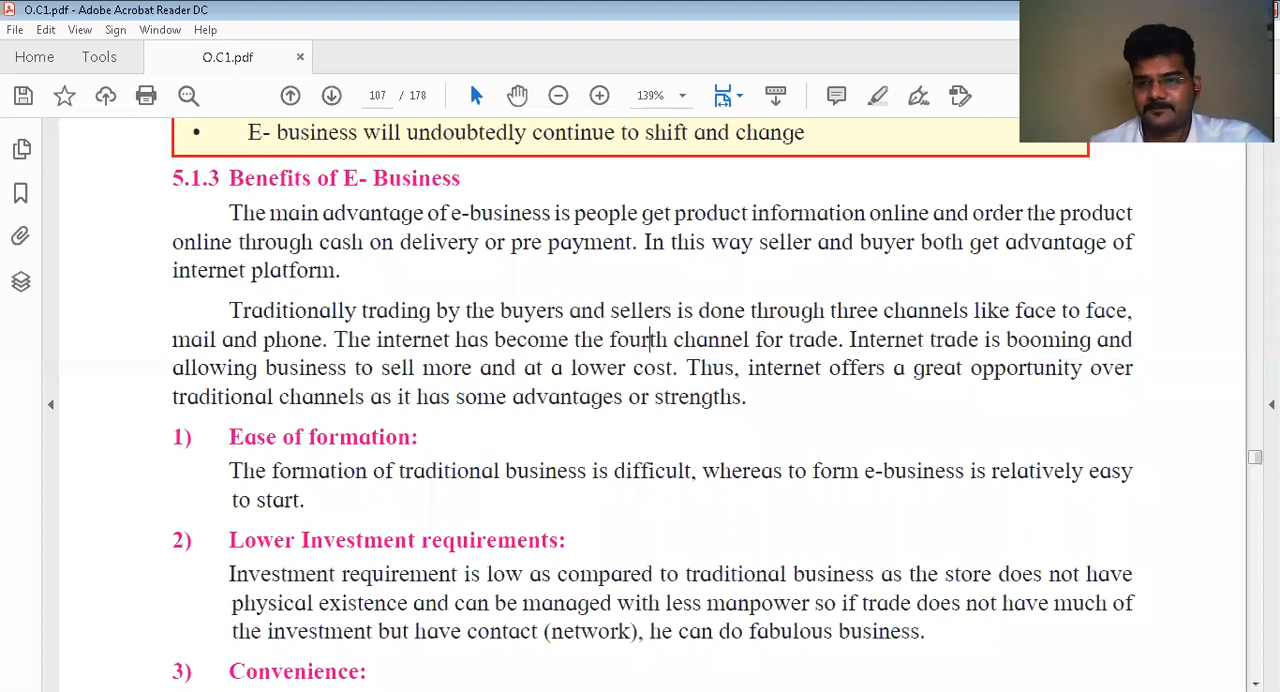 O.C1.pdf - Adobe Acrobat Reader DC
File Edit View Sign Window Help
Home Tools O.C1.pdf ×
107 / 178 139%
• E- business will undoubtedly continue to shift and change
5.1.3 Benefits of E- Business
The main advantage of e-business is people get product information online and order the product
online through cash on delivery or pre payment. In this way seller and buyer both get advantage of
internet platform.
Traditionally trading by the buyers and sellers is done through three channels like face to face,
mail and phone. The internet has become the fourth channel for trade. Internet trade is booming and
allowing business to sell more and at a lower cost. Thus, internet offers a great opportunity over
traditional channels as it has some advantages or strengths.
1) Ease of formation:
The formation of traditional business is difficult, whereas to form e-business is relatively easy
to start.
2) Lower Investment requirements:
Investment requirement is low as compared to traditional business as the store does not have
physical existence and can be managed with less manpower so if trade does not have much of
the investment but have contact (network), he can do fabulous business.
3) Convenience: